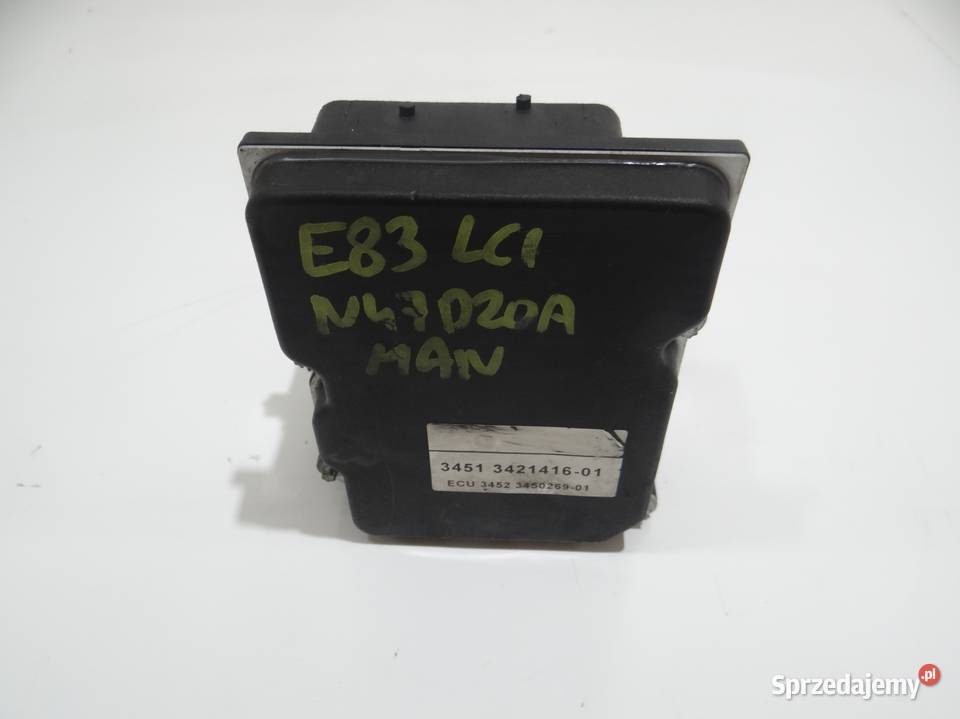 E83 LCI
N47D20A
MAN
3451 3421416-01
ECU 3452 3450269-01
Sprzedajemy.pl